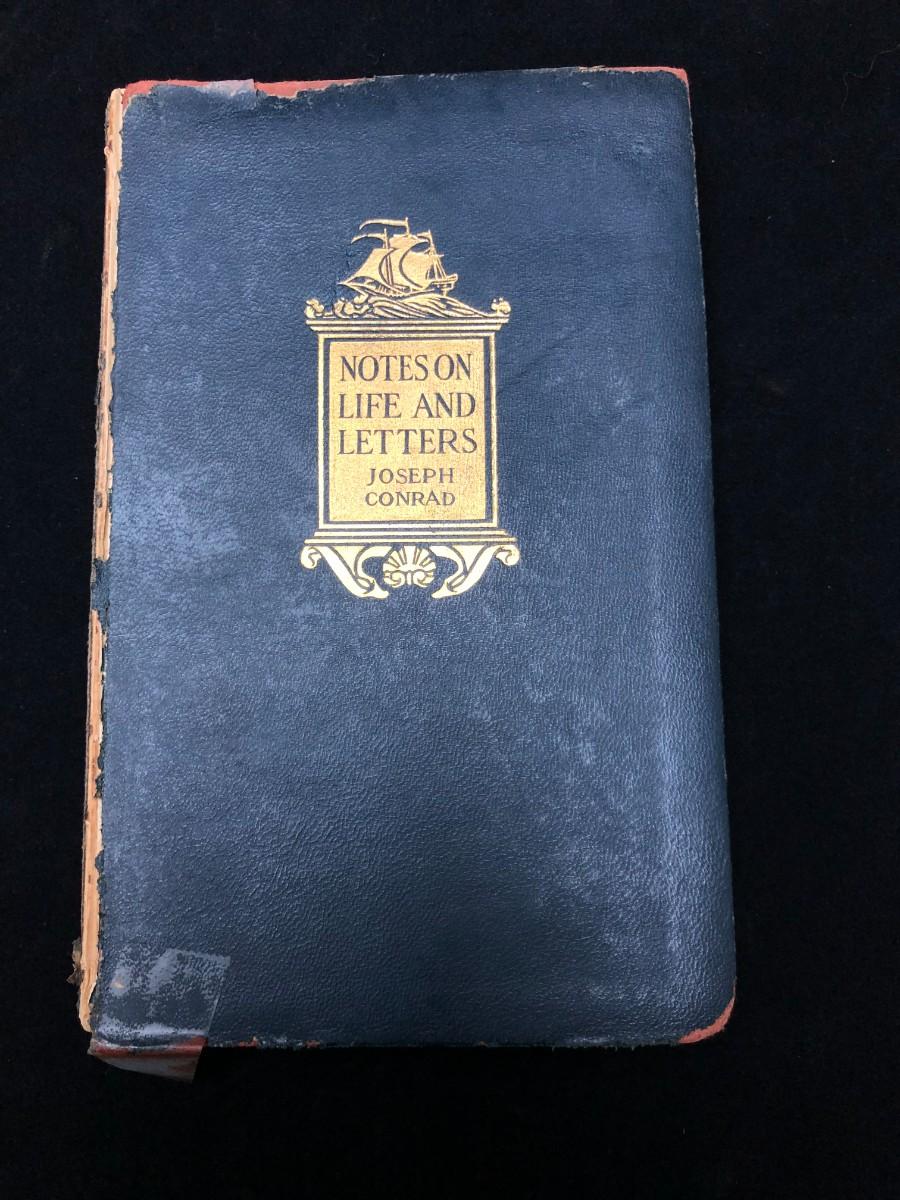 NOTES ON
LIFE AND
LETTERS
JOSEPH
CONRAD